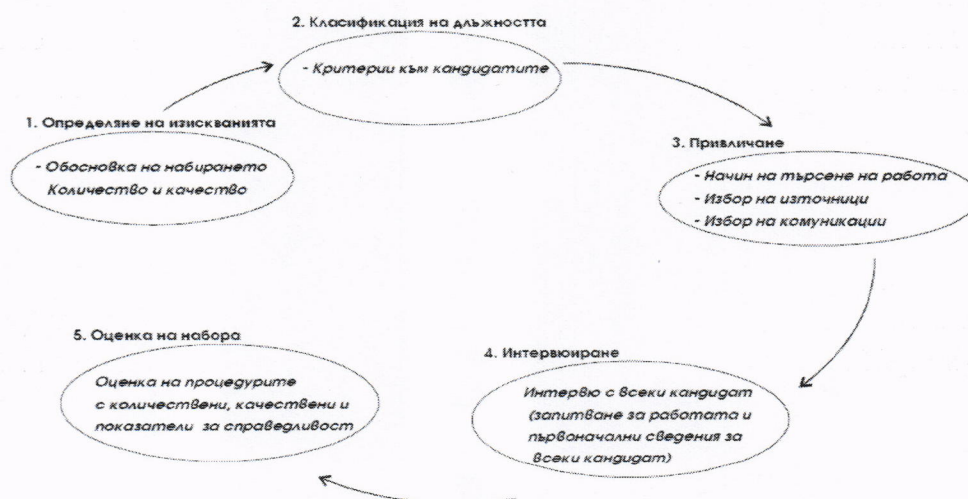 2. Класификация на длъжността
- Критерии към кандидатите
1. Определяне на изискванията
- Обосновка на набирането
Количество и качество
3. Привличане
- Начин на търсене на работа
- Избор на източници
- Избор на комуникации
5. Оценка на набора
Оценка на процедурите
с количествени, качествени и
показатели за справедливост
4. Интервюиране
Интервю с всеки кандидат
(запитване за работата и
първоначални сведения за
всеки кандидат)